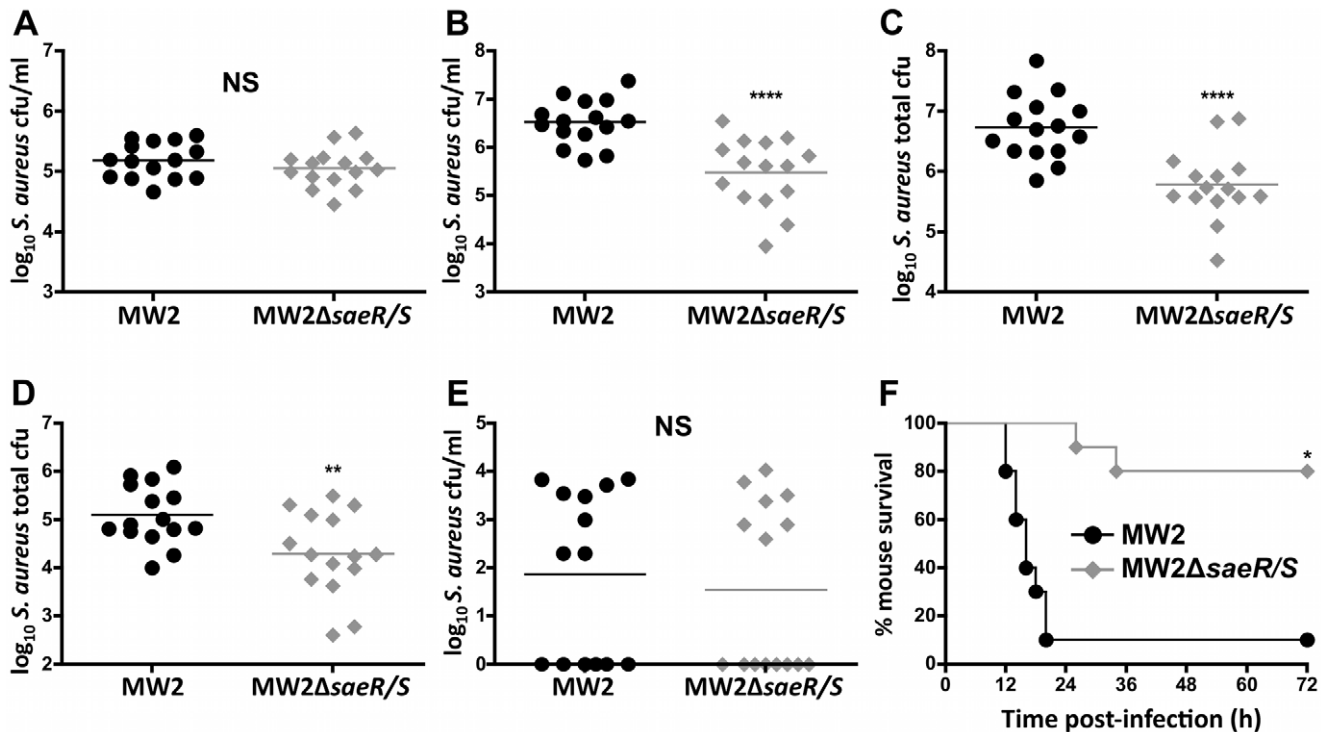 A
log₁₀ S. aureus cfu/ml
7
6
5
4
3
NS
MW2
MW2ΔsaeR/S
B
log₁₀ S. aureus cfu/ml
8
7
6
5
4
3
****
MW2
MW2ΔsaeR/S
C
log₁₀ S. aureus total cfu
8
7
6
5
4
****
MW2
MW2ΔsaeR/S
D
log₁₀ S. aureus total cfu
7
6
5
4
3
2
**
MW2
MW2ΔsaeR/S
E
log₁₀ S. aureus cfu/ml
5
4
3
2
1
0
NS
MW2
MW2ΔsaeR/S
F
% mouse survival
100
80
60
40
20
0
*
MW2
MW2ΔsaeR/S
0 12 24 36 48 60 72
Time post-infection (h)